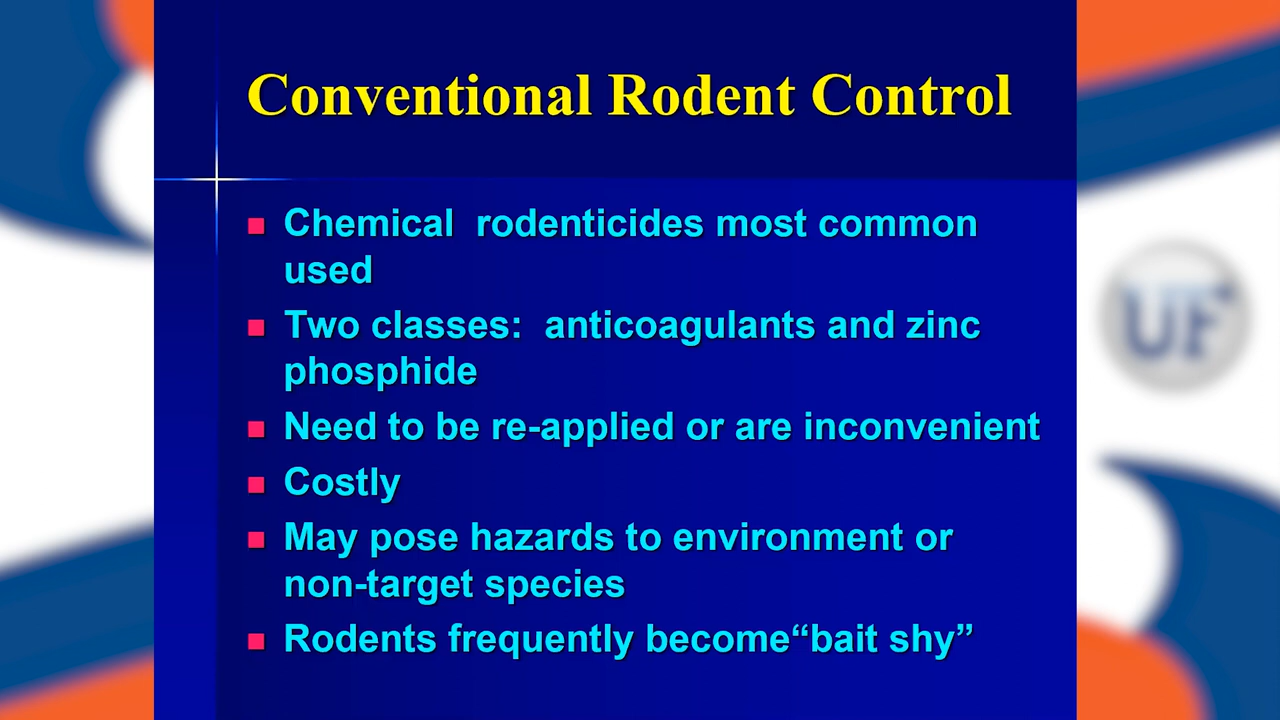 Conventional Rodent Control
Chemical  rodenticides most common
used
Two classes:  anticoagulants and zinc
phosphide
Need to be re-applied or are inconvenient
Costly
May pose hazards to environment or
non-target species
Rodents frequently become“bait shy”
UF